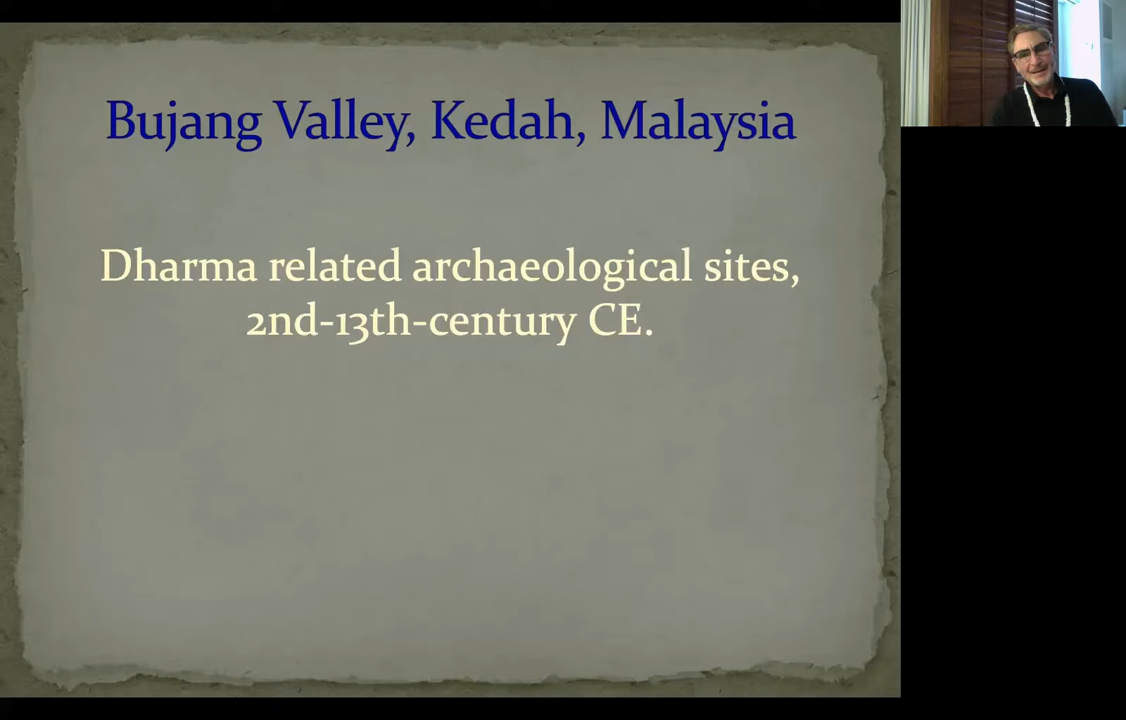 Bujang Valley, Kedah, Malaysia
Dharma related archaeological sites,
2nd-13th-century CE.